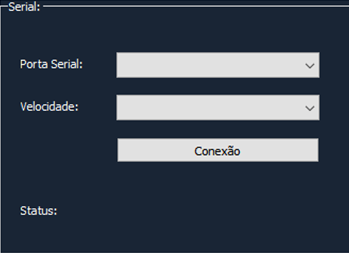 Serial:
Porta Serial:
Velocidade:
Conexão
Status: